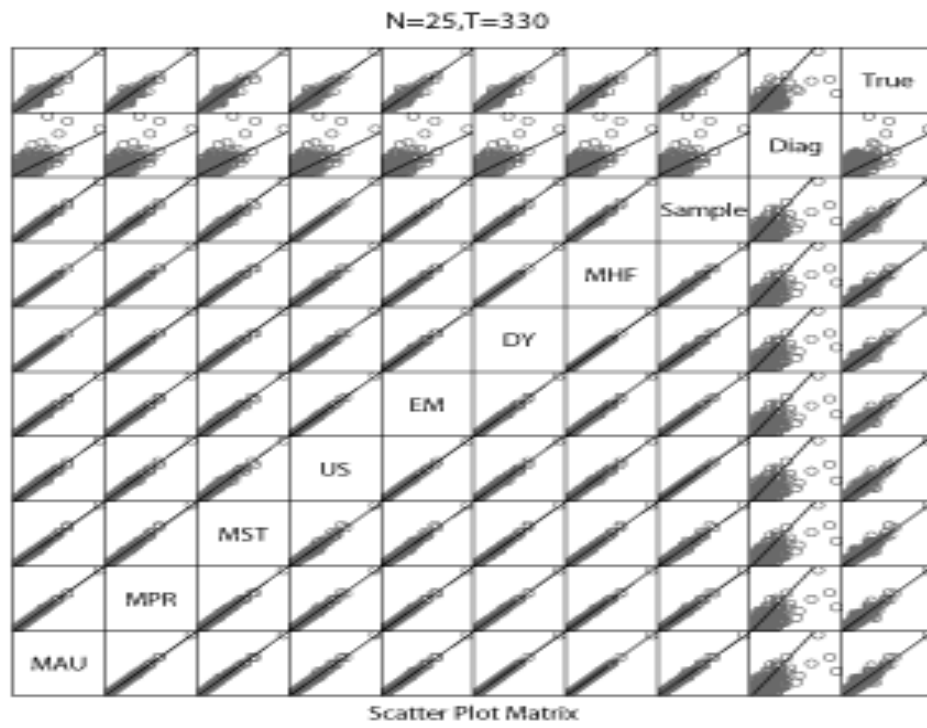 N=25,T=330
True
Diag
Sample
MHF
DY
EM
US
MST
MPR
MAU
Scatter Plot Matrix